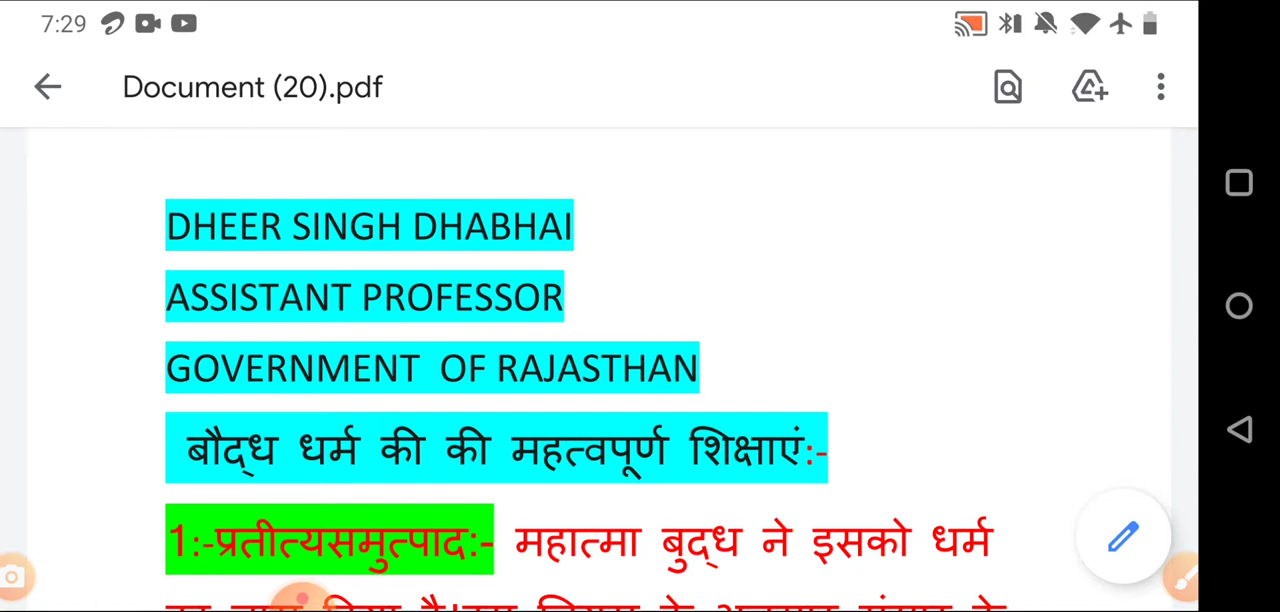 7:29
Document (20).pdf
DHEER SINGH DHABHAI
ASSISTANT PROFESSOR
GOVERNMENT OF RAJASTHAN
बौद्ध धर्म की की महत्वपूर्ण शिक्षाएं:-
1:-प्रतीत्यसमुत्पाद:- महात्मा बुद्ध ने इसको धर्म